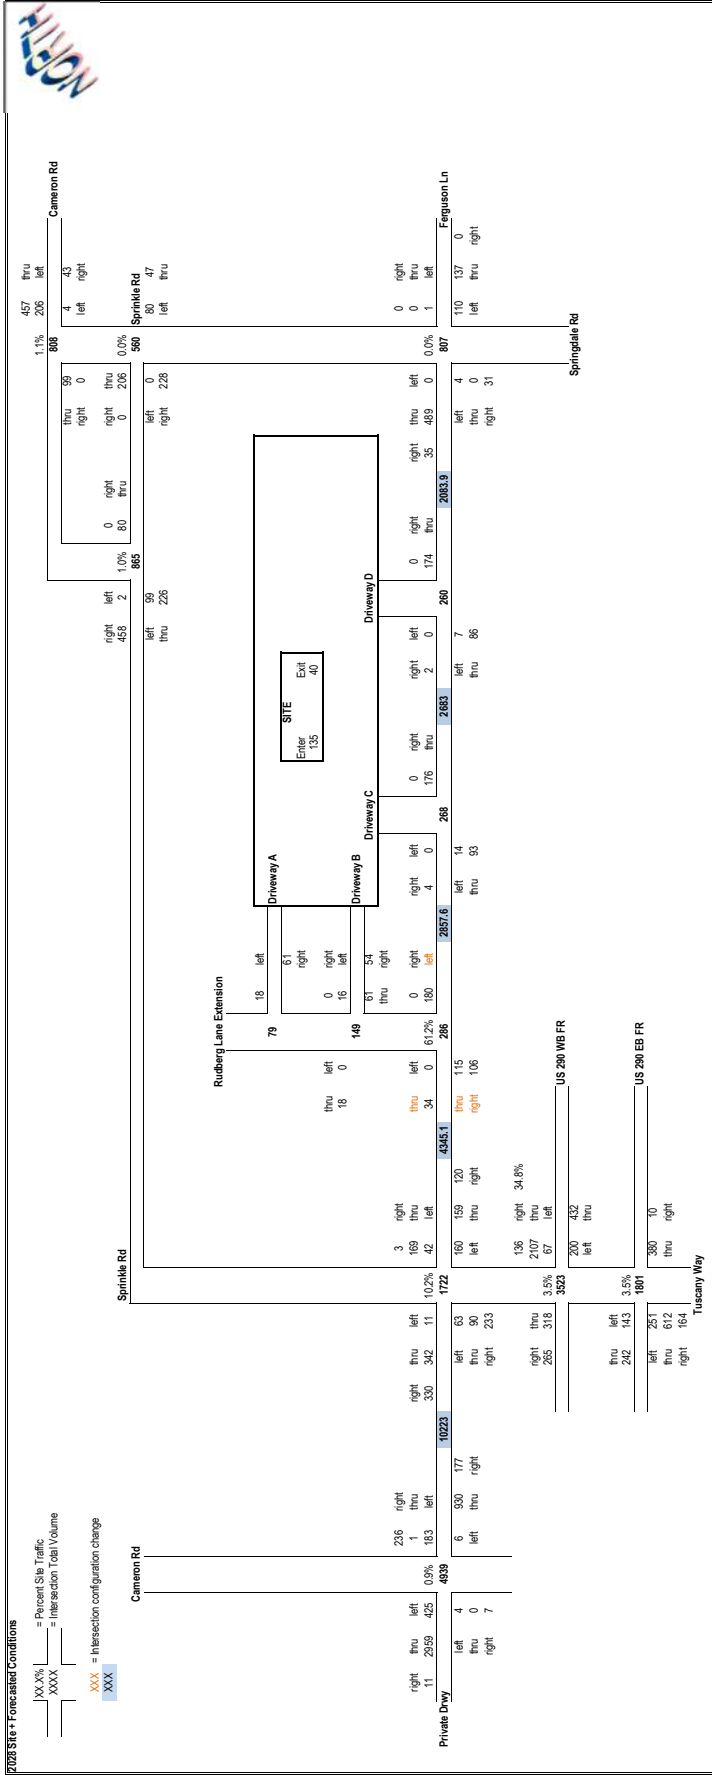 2028 Site + Forecasted Conditions
XX.X% = Percent Site Traffic
XXXX = Intersection Total Volume
XXX = Intersection configuration change
XXX
NORTH
Cameron Rd
right thru left
11 2959 425
0.9%
4939
236 right
1 thru
183 left
Private Drwy
left 4
thru 0
right 7
6 930 177
left thru right
10223
Sprinkle Rd
right thru left
330 342 11
10.2%
1722
3 right
169 thru
42 left
left 63
thru 90
right 233
160 159 120
left thru right
4345.1
right thru
265 318
3.5%
3523
136 right 34.8%
2107 thru
67 left
200 432
left thru
US 290 WB FR
thru left
242 143
3.5%
1801
left 251
thru 612
right 164
380 10
thru right
US 290 EB FR
Tuscany Way
Rudberg Lane Extension
79
18 left
61
right
Driveway A
thru left
18 0
149
0 right
16 left
61 54
thru right
Driveway B
thru left
34 0
61.2%
286
0 right
180 left
thru 115
right 106
2857.6
right left
4 0
268
0 right
176 thru
left 14
thru 93
Driveway C
SITE
Enter Exit
135 40
2683
right left
2 0
260
0 right
174 thru
left 7
thru 86
Driveway D
2083.9
right thru left
35 489 0
0.0%
807
0 right
0 thru
1 left
left 4
thru 0
right 31
110 137 0
left thru right
Ferguson Ln
Springdale Rd
right left
458 2
1.0%
865
0 right
80 thru
left 99
thru 226
right thru
0 206
0.0%
560
Sprinkle Rd
left 0
right 228
80 47
left thru
thru 99
right 0
1.1%
808
457 thru
206 left
4 43
left right
Cameron Rd